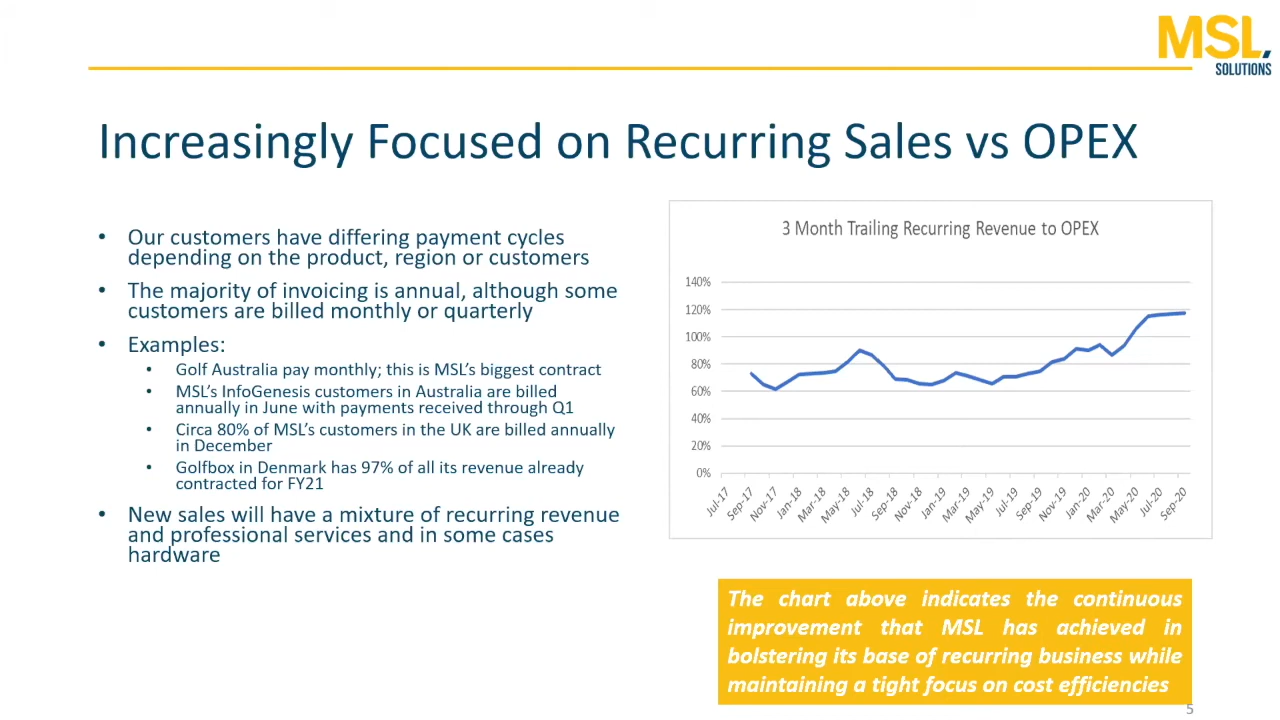 MSL
SOLUTIONS
Increasingly Focused on Recurring Sales vs OPEX
• Our customers have differing payment cycles
depending on the product, region or customers
• The majority of invoicing is annual, although some
customers are billed monthly or quarterly
• Examples:
• Golf Australia pay monthly; this is MSL’s biggest contract
• MSL’s InfoGenesis customers in Australia are billed
annually in June with payments received through Q1
• Circa 80% of MSL’s customers in the UK are billed annually
in December
• Golfbox in Denmark has 97% of all its revenue already
contracted for FY21
• New sales will have a mixture of recurring revenue
and professional services and in some cases
hardware
3 Month Trailing Recurring Revenue to OPEX
140%
120%
100%
80%
60%
40%
20%
0%
Jul-17
Sep-17
Nov-17
Jan-18
Mar-18
May-18
Jul-18
Sep-18
Nov-18
Jan-19
Mar-19
May-19
Jul-19
Sep-19
Nov-19
Jan-20
Mar-20
May-20
Jul-20
Sep-20
The chart above indicates the continuous
improvement that MSL has achieved in
bolstering its base of recurring business while
maintaining a tight focus on cost efficiencies
5